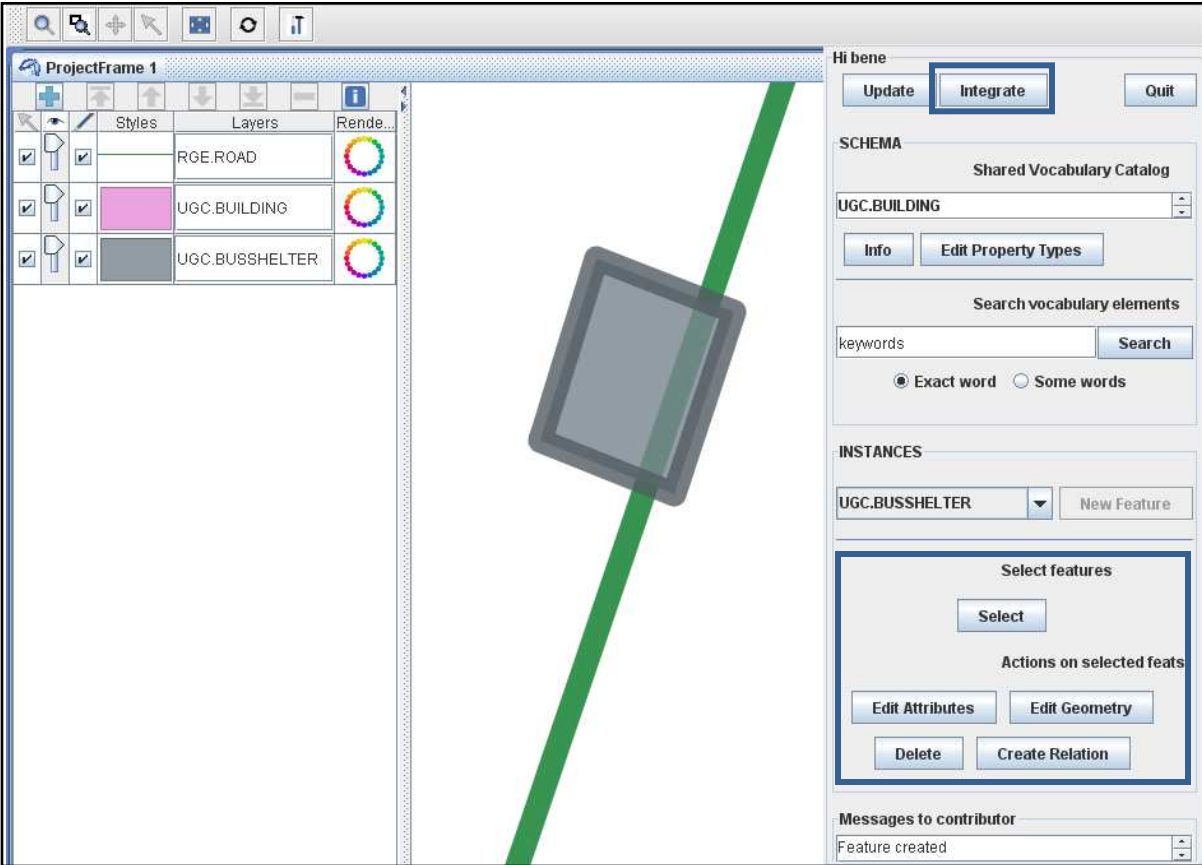 ProjectFrame 1
Styles Layers Rende...
RGE.ROAD
UGC.BUILDING
UGC.BUSSHELTER
Hi bene
Update Integrate Quit
SCHEMA
Shared Vocabulary Catalog
UGC.BUILDING
Info Edit Property Types
Search vocabulary elements
keywords Search
Exact word Some words
INSTANCES
UGC.BUSSHELTER New Feature
Select features
Select
Actions on selected feats
Edit Attributes Edit Geometry
Delete Create Relation
Messages to contributor
Feature created